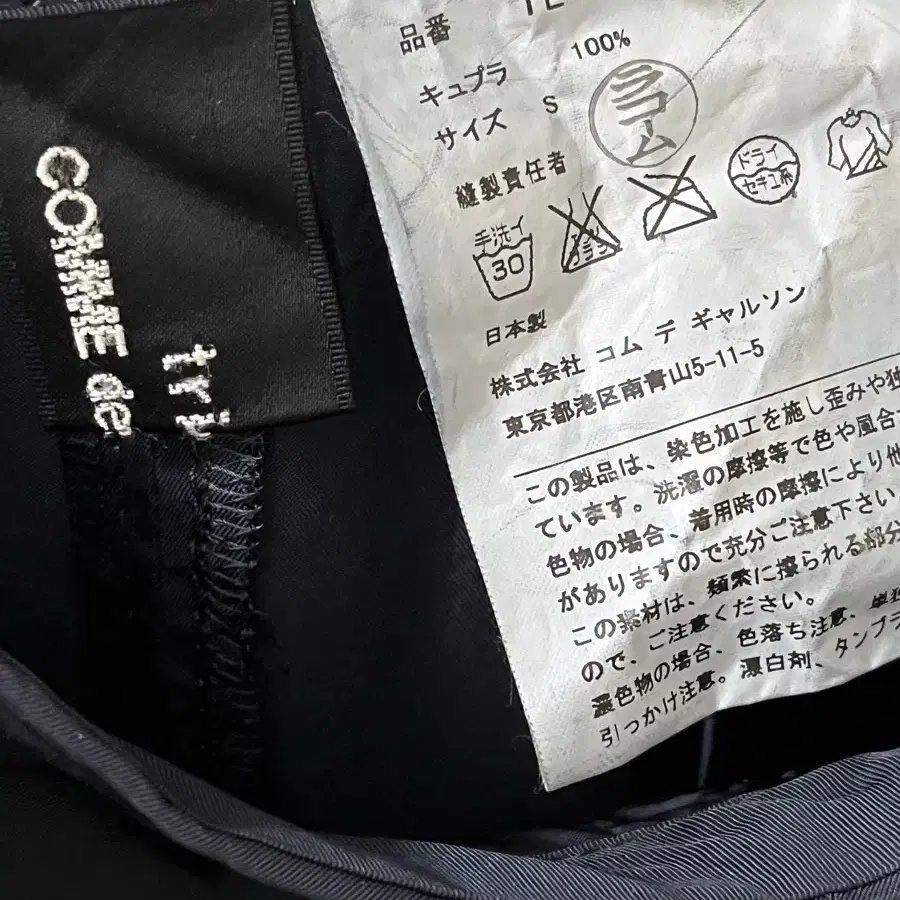 COMME de
tri
品番 TE
キュプラ 100%
サイズ S
コム
縫製責任者
手洗イ
30
ドライ
セキユ系
日本製
株式会社 コム デ ギャルソン
東京都港区南青山5-11-5
この製品は、染色加工を施し歪みや独
ています。洗濯の摩擦等で色や風合
色物の場合、着用時の摩擦により他
がありますので充分ご注意下さい。
この素材は、頻繁に擦られる部分
ので、ご注意ください。
濃色物の場合、色落ち注意、単独
引っかけ注意。漂白剤、タンブラ